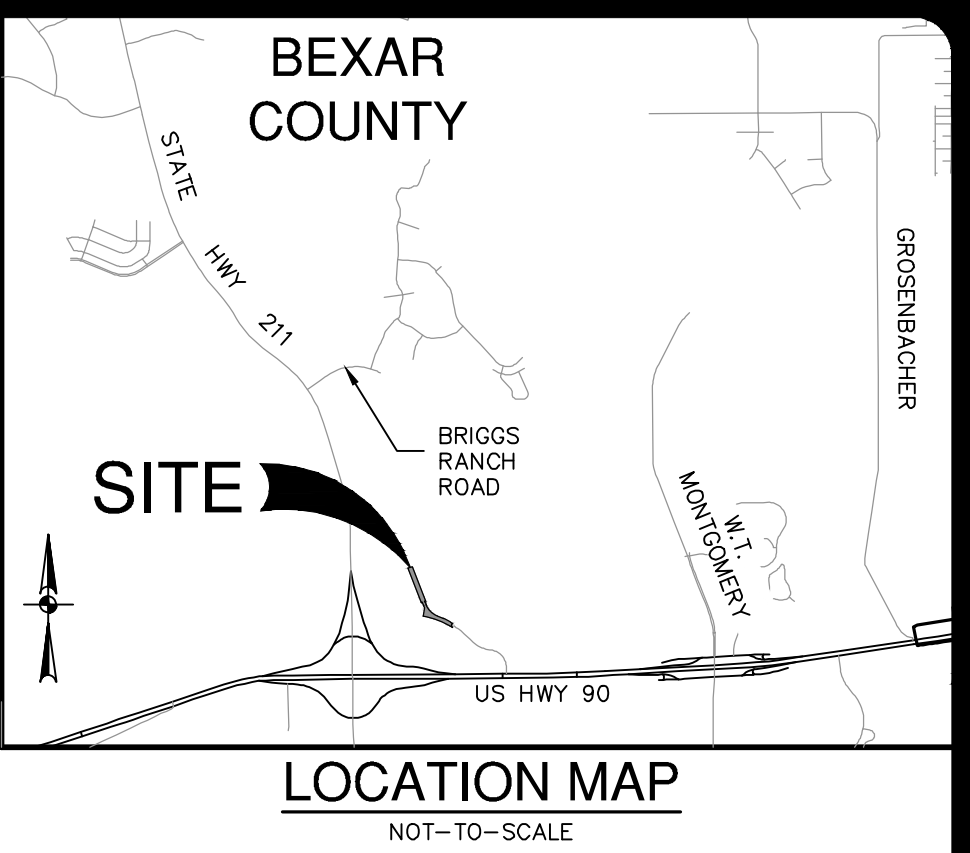 BEXAR
COUNTY
STATE
HWY
211
GROSENBACHER
BRIGGS
RANCH
ROAD
SITE
W.T.
MONTGOMERY
US HWY 90
LOCATION MAP
NOT-TO-SCALE